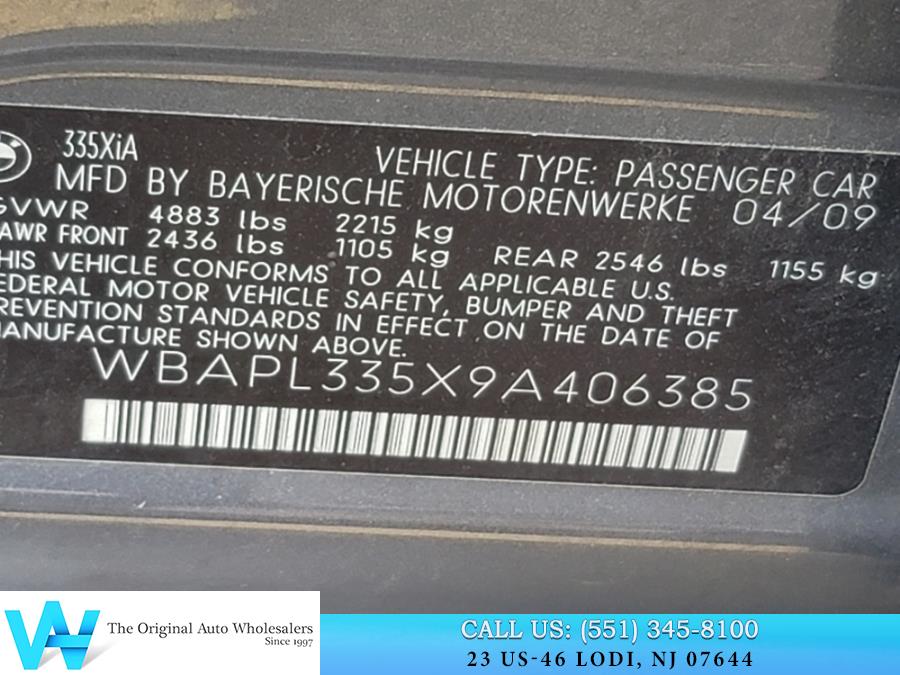 335XiA
VEHICLE TYPE: PASSENGER CAR
MFD BY BAYERISCHE MOTORENWERKE 04/09
GVWR 4883 lbs 2215 kg
AWR FRONT 2436 lbs 1105 kg REAR 2546 lbs 1155 kg
HIS VEHICLE CONFORMS TO ALL APPLICABLE U.S.
EDERAL MOTOR VEHICLE SAFETY, BUMPER AND THEFT
REVENTION STANDARDS IN EFFECT ON THE DATE OF
ANUFACTURE SHOWN ABOVE.
WBAPL335X9A406385
The Original Auto Wholesalers
Since 1997
CALL US: (551) 345-8100
23 US-46 LODI, NJ 07644